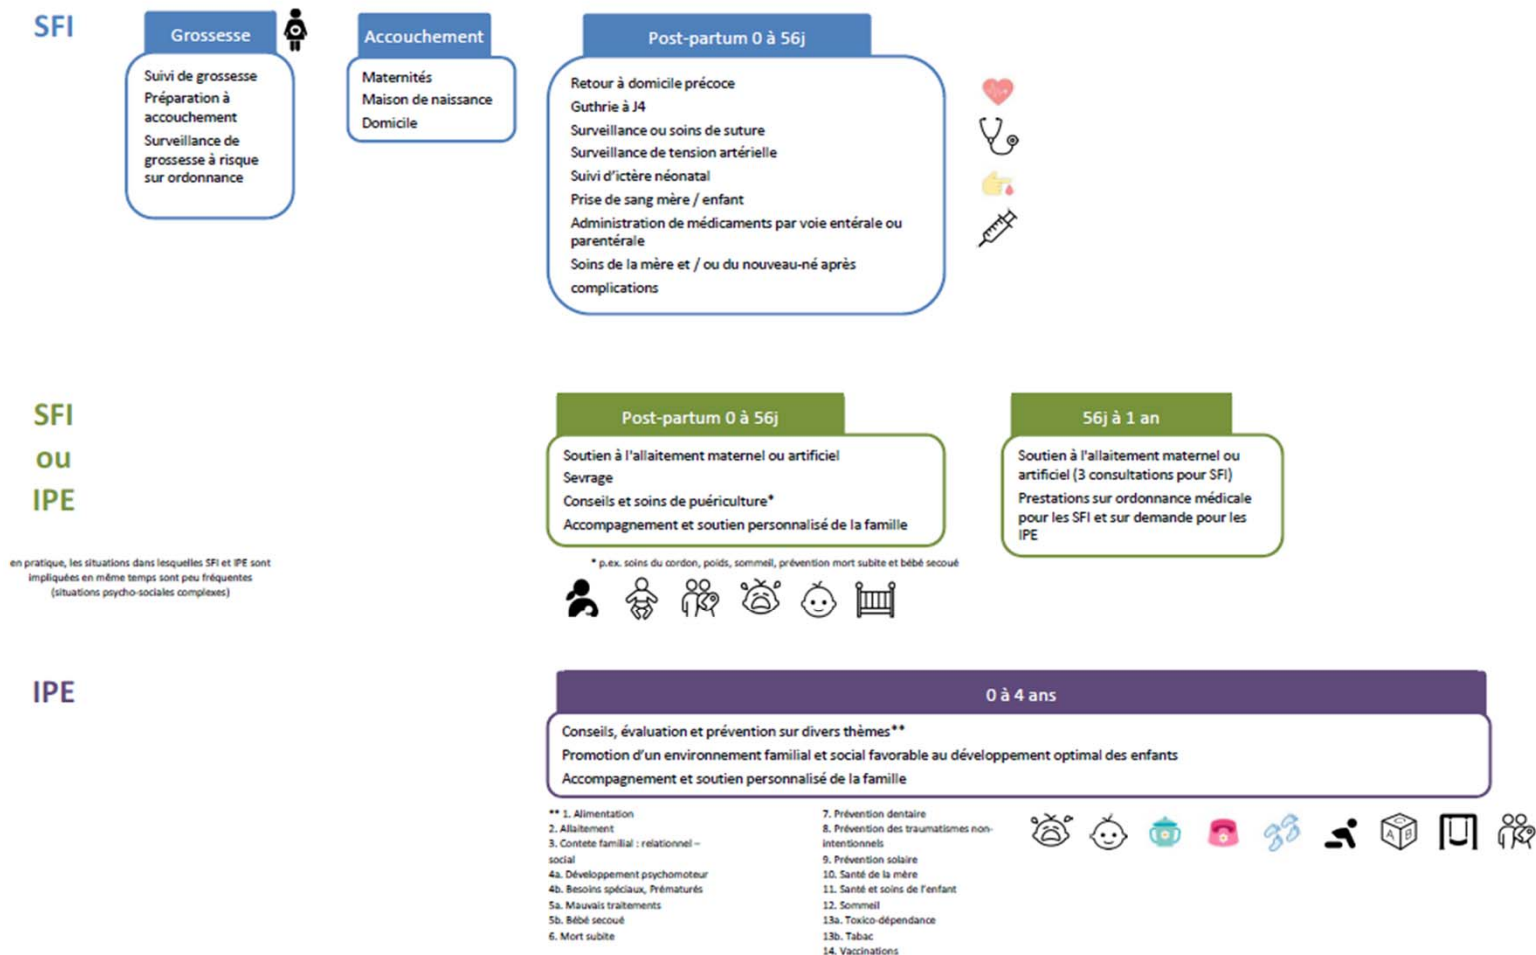 SFI
Grossesse
Suivi de grossesse
Préparation à
accouchement
Surveillance de
grossesse à risque
sur ordonnance
Accouchement
Maternités
Maison de naissance
Domicile
Post-partum 0 à 56j
Retour à domicile précoce
Guthrie à J4
Surveillance ou soins de suture
Surveillance de tension artérielle
Suivi d'ictère néonatal
Prise de sang mère / enfant
Administration de médicaments par voie entérale ou
parentérale
Soins de la mère et / ou du nouveau-né après
complications
SFI
ou
IPE
en pratique, les situations dans lesquelles SFI et IPE sont
impliquées en même temps sont peu fréquentes
(situations psycho-sociales complexes)
Post-partum 0 à 56j
Soutien à l'allaitement maternel ou artificiel
Sevrage
Conseils et soins de puériculture*
Accompagnement et soutien personnalisé de la famille
* p.ex. soins du cordon, poids, sommeil, prévention mort subite et bébé secoué
56j à 1 an
Soutien à l'allaitement maternel ou
artificiel (3 consultations pour SFI)
Prestations sur ordonnance médicale
pour les SFI et sur demande pour les
IPE
IPE
0 à 4 ans
Conseils, évaluation et prévention sur divers thèmes**
Promotion d'un environnement familial et social favorable au développement optimal des enfants
Accompagnement et soutien personnalisé de la famille
** 1. Alimentation
2. Allaitement
3. Contete familial : relationnel –
social
4a. Développement psychomoteur
4b. Besoins spéciaux, Prématurés
5a. Mauvais traitements
5b. Bébé secoué
6. Mort subite
7. Prévention dentaire
8. Prévention des traumatismes non-
intentionnels
9. Prévention solaire
10. Santé de la mère
11. Santé et soins de l'enfant
12. Sommeil
13a. Toxico-dépendance
13b. Tabac
14. Vaccinations
A B C